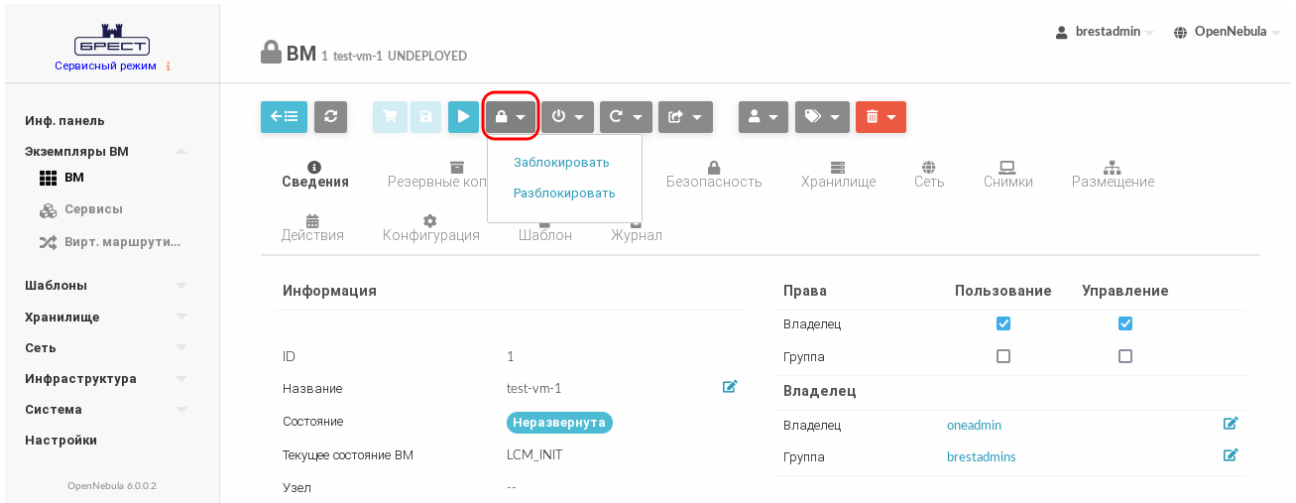 БРЕСТ
Сервисный режим i
ВМ 1 test-vm-1 UNDEPLOYED
brestadmin
OpenNebula
Инф. панель
Экземпляры ВМ
ВМ
Сервисы
Вирт. маршрути...
Шаблоны
Хранилище
Сеть
Инфраструктура
Система
Настройки
OpenNebula 6.0.0.2
Заблокировать
Разблокировать
Сведения
Резервные коп
Безопасность
Хранилище
Сеть
Снимки
Размещение
Действия
Конфигурация
Шаблон
Журнал
Информация
ID 1
Название test-vm-1
Состояние Неразвернута
Текущее состояние ВМ LCM_INIT
Узел --
Права Пользование Управление
Владелец
Группа
Владелец
Владелец oneadmin
Группа brestadmins